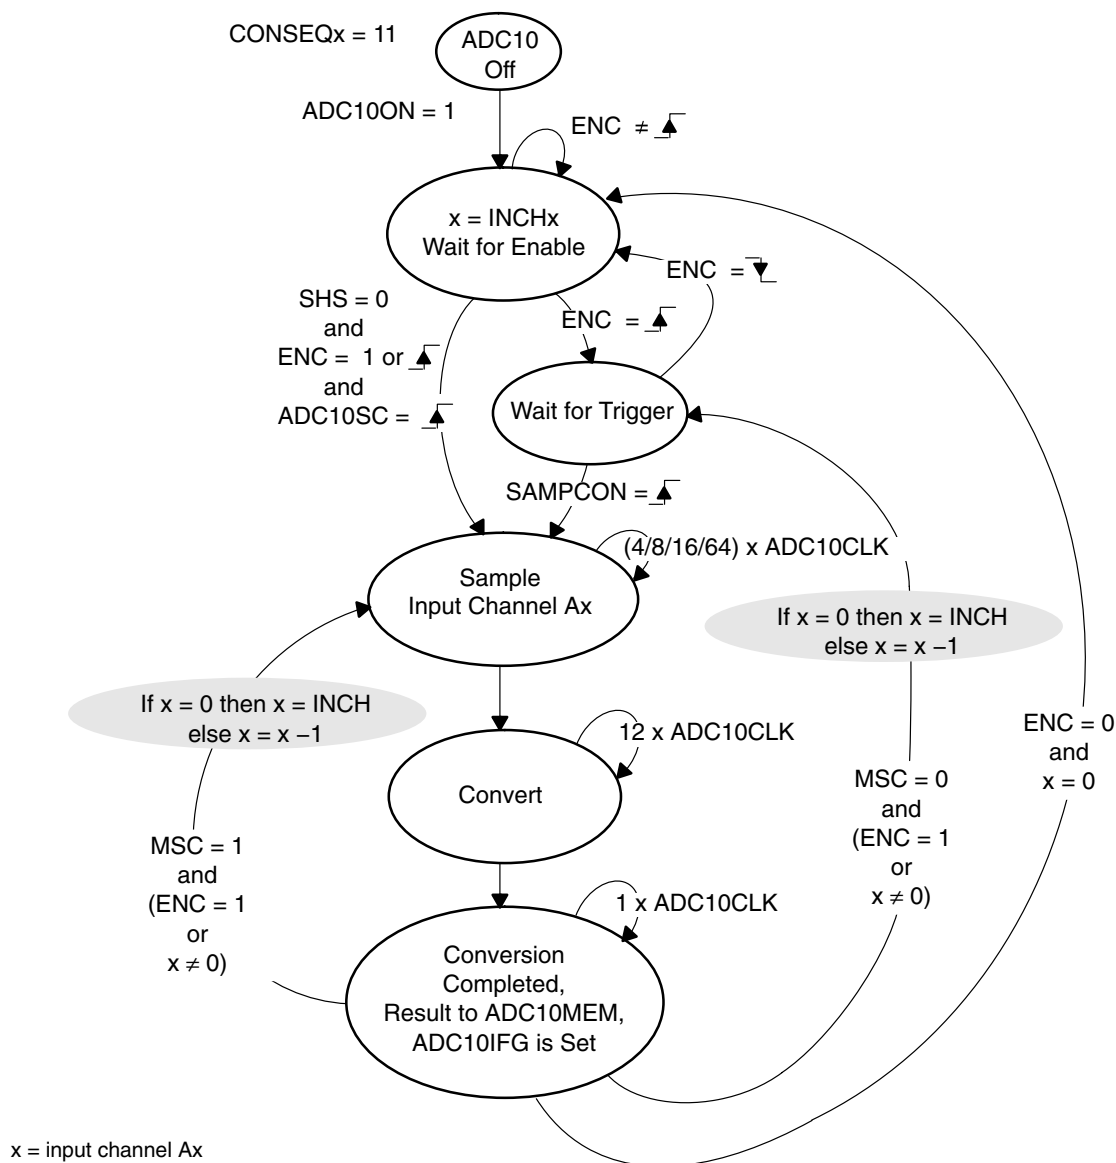 CONSEQx = 11
ADC10
Off
ADC10ON = 1
ENC ≠
x = INCHx
Wait for Enable
ENC =
SHS = 0
and
ENC = 1 or
and
ADC10SC =
ENC =
Wait for Trigger
SAMPCON =
(4/8/16/64) x ADC10CLK
Sample
Input Channel Ax
If x = 0 then x = INCH
else x = x −1
If x = 0 then x = INCH
else x = x −1
12 x ADC10CLK
ENC = 0
and
x = 0
Convert
MSC = 0
and
(ENC = 1
or
x ≠ 0)
MSC = 1
and
(ENC = 1
or
x ≠ 0)
1 x ADC10CLK
Conversion
Completed,
Result to ADC10MEM,
ADC10IFG is Set
x = input channel Ax